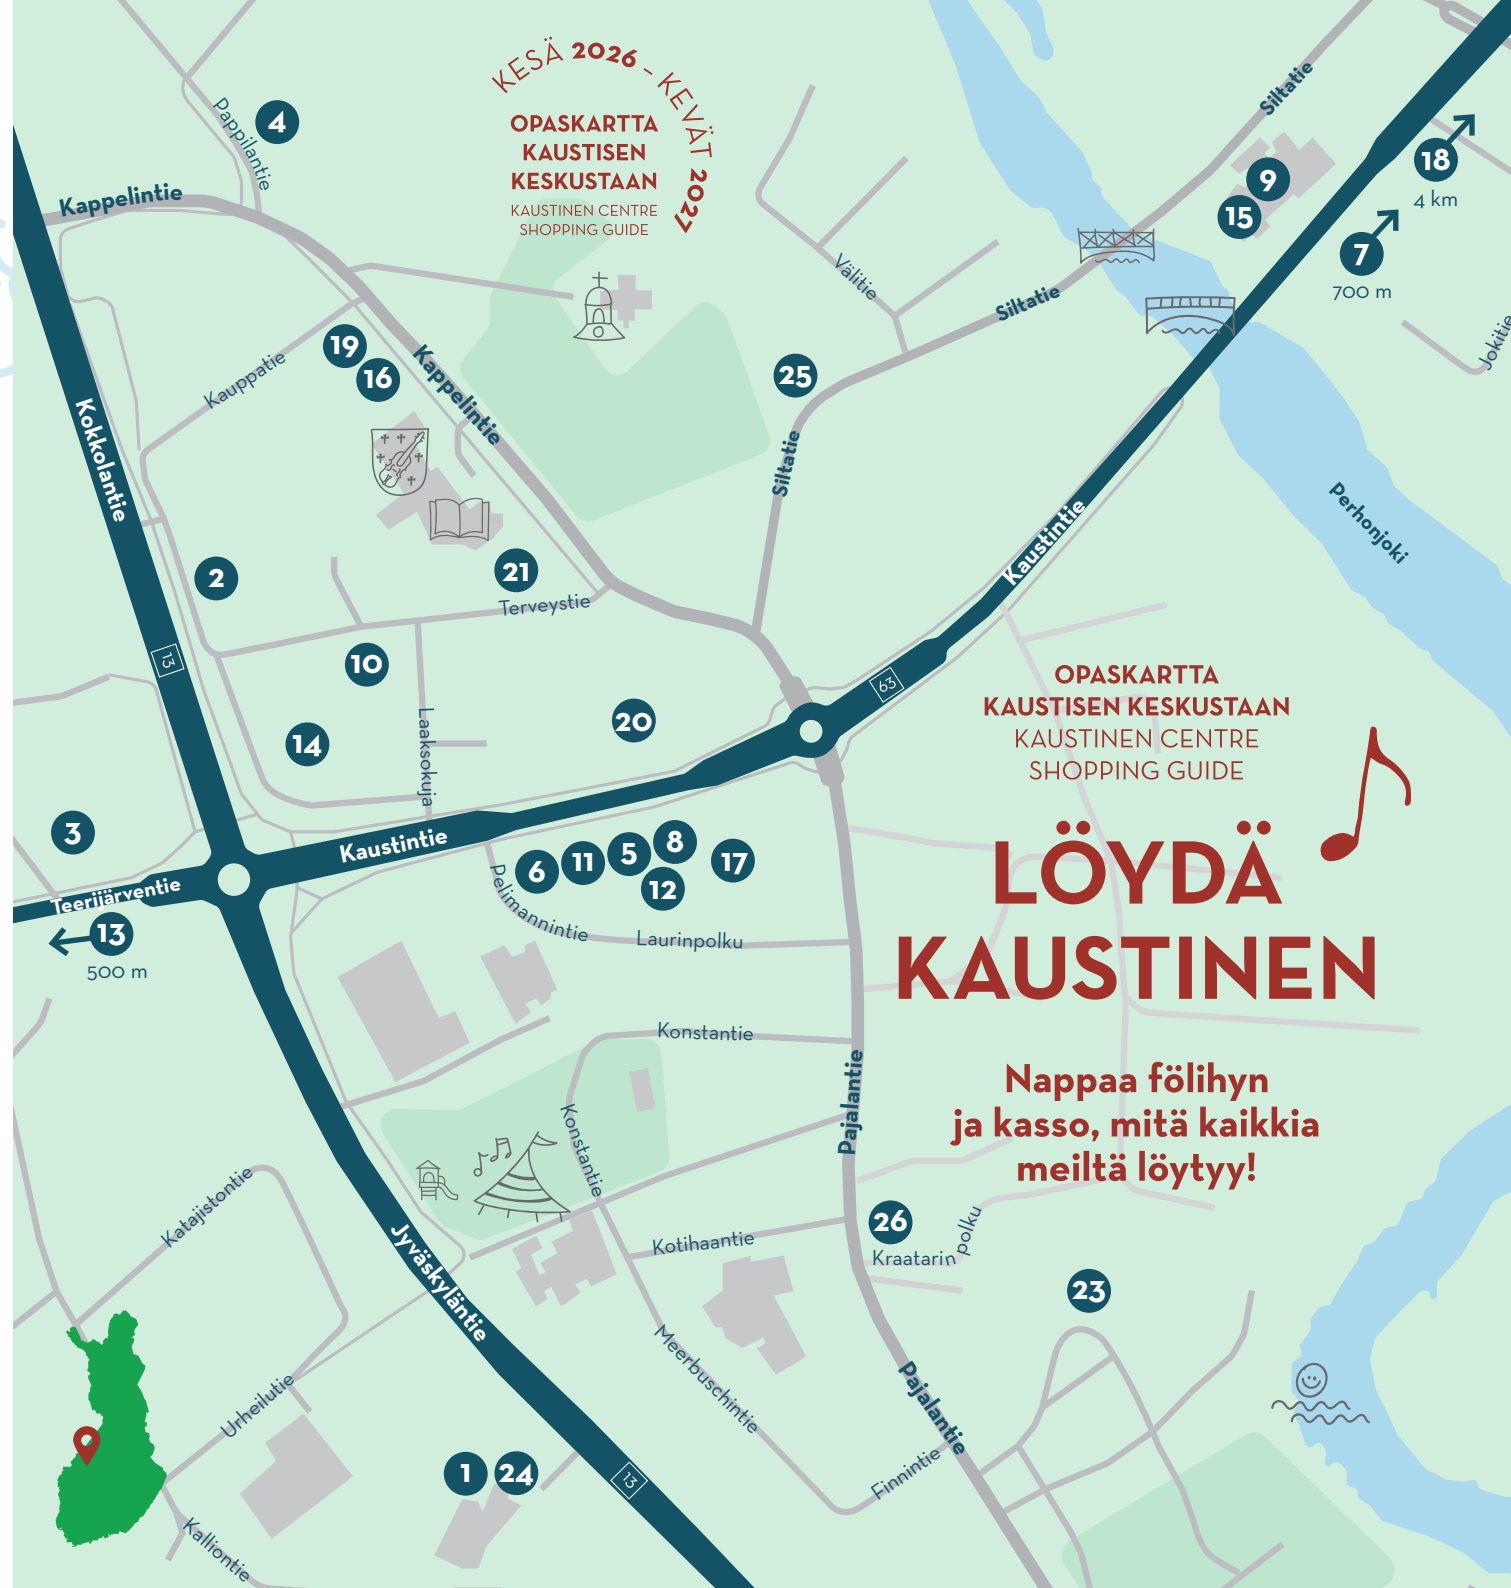 KESÄ 2026 – KEVÄT 2027
OPASKARTTA
KAUSTISEN
KESKUSTAAN
KAUSTINEN CENTRE
SHOPPING GUIDE
Pappilantie
4
Kappelintie
Siltatie
9
15
18
4 km
7
700 m
Välitie
Siltatie
Jokitie
19
16
Kauppatie
Kappelintie
25
Siltatie
Kokkolantie
Perhonjoki
Kaustintie
2
21
Terveystie
13
10
63
14
20
Laaksokuja
OPASKARTTA
KAUSTISEN KESKUSTAAN
KAUSTINEN CENTRE
SHOPPING GUIDE
LÖYDÄ
KAUSTINEN
Nappaa fölihyn
ja kasso, mitä kaikkia
meiltä löytyy!
3
Kaustintie
Teerijärventie
13
500 m
6
11
5
8
12
17
Pelimannintie
Laurinpolku
Konstantie
Konstantie
Pajalantie
Katajistontie
Jyväskyläntie
Kotihaantie
26
Kraatarin
polku
23
Meerbuschintie
Pajalantie
Urheilutie
1
24
13
Finnintie
Kalliontie